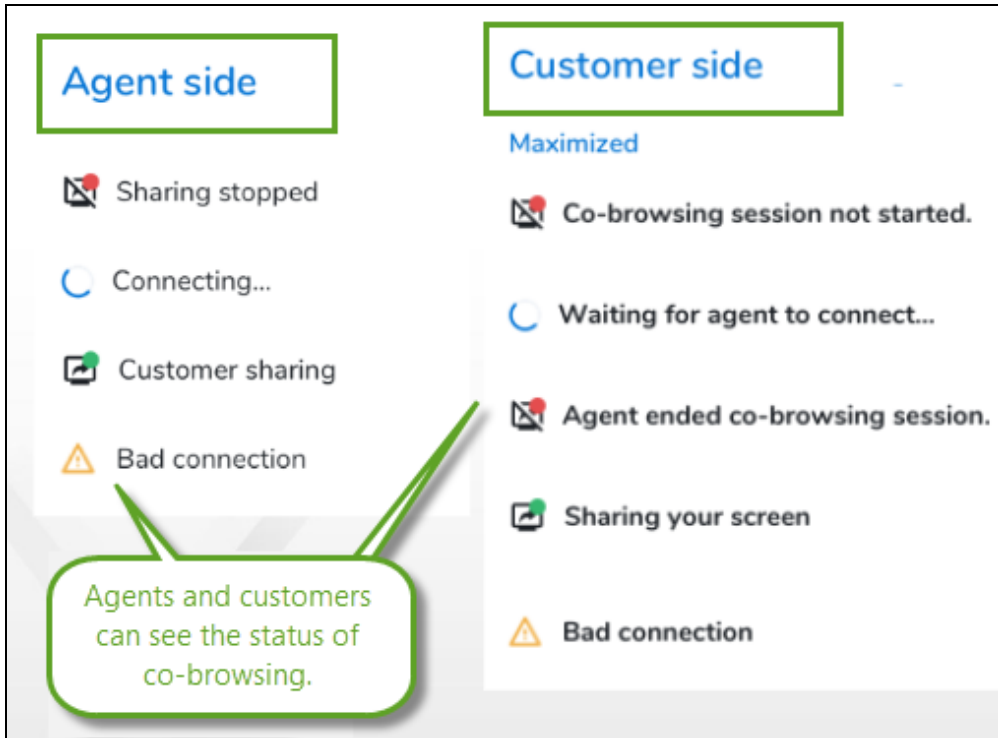 Agent side
Sharing stopped
Connecting...
Customer sharing
Bad connection
Agents and customers
can see the status of
co-browsing.
Customer side
Maximized
Co-browsing session not started.
Waiting for agent to connect...
Agent ended co-browsing session.
Sharing your screen
Bad connection